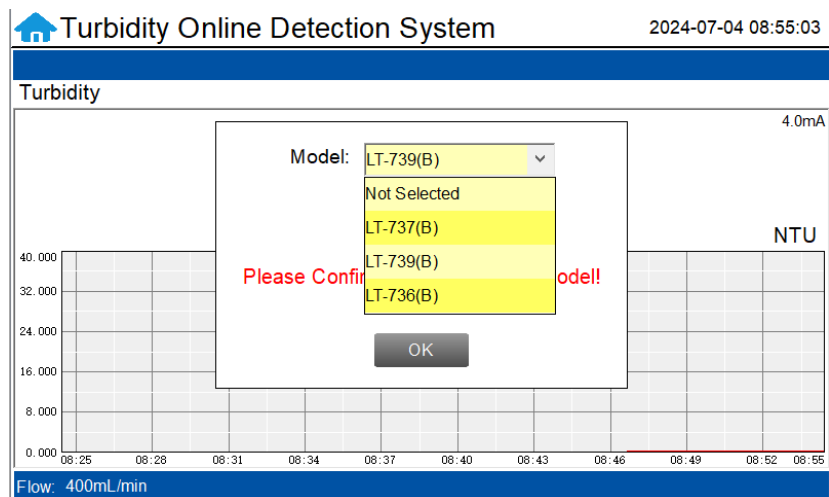 Turbidity Online Detection System
2024-07-04 08:55:03
Turbidity
4.0mA
Model: LT-739(B)
Not Selected
LT-737(B)
LT-739(B)
LT-736(B)
Please odel!
OK
NTU
40.000
32.000
24.000
16.000
8.000
0.000
08:25 08:28 08:31 08:34 08:37 08:40 08:43 08:46 08:49 08:52 08:55
Flow: 400mL/min